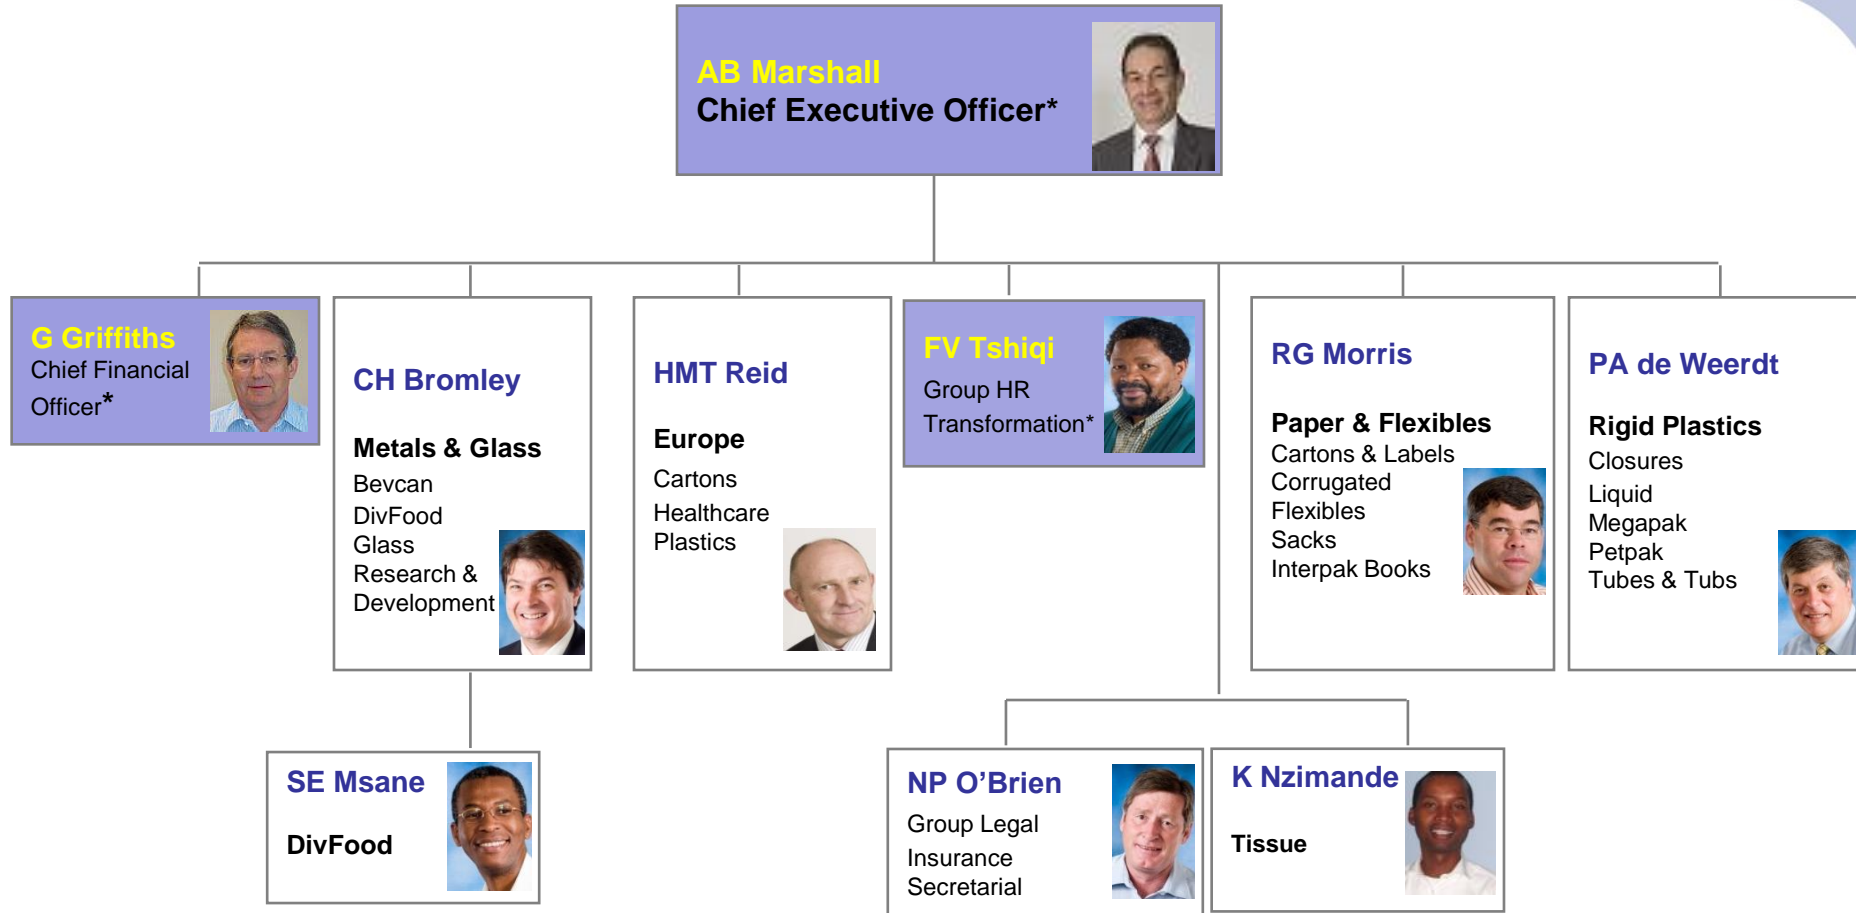 AB Marshall
Chief Executive Officer*
G Griffiths
Chief Financial
Officer*
CH Bromley
Metals & Glass
Bevcan
DivFood
Glass
Research &
Development
HMT Reid
Europe
Cartons
Healthcare
Plastics
FV Tshiqi
Group HR
Transformation*
RG Morris
Paper & Flexibles
Cartons & Labels
Corrugated
Flexibles
Sacks
Interpak Books
PA de Weerdt
Rigid Plastics
Closures
Liquid
Megapak
Petpak
Tubes & Tubs
SE Msane
DivFood
NP O’Brien
Group Legal
Insurance
Secretarial
K Nzimande
Tissue